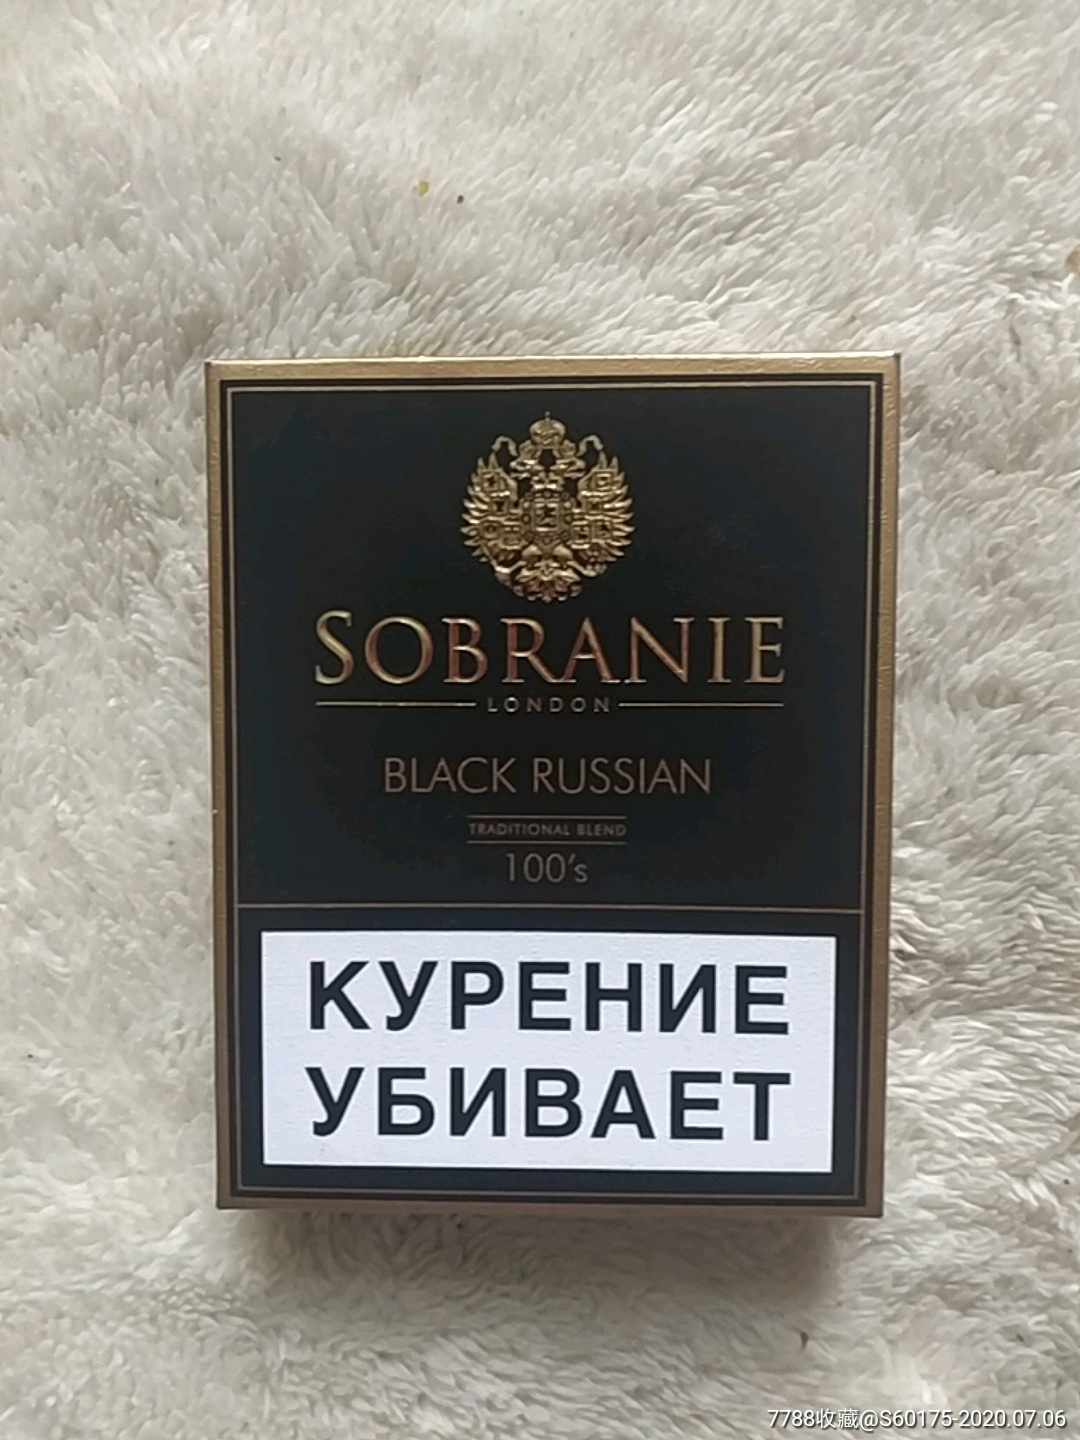 SOBRANIE
LONDON
BLACK RUSSIAN
TRADITIONAL BLEND
100's
КУРЕНИЕ
УБИВАЕТ
7788收藏@S60175-2020.07.06